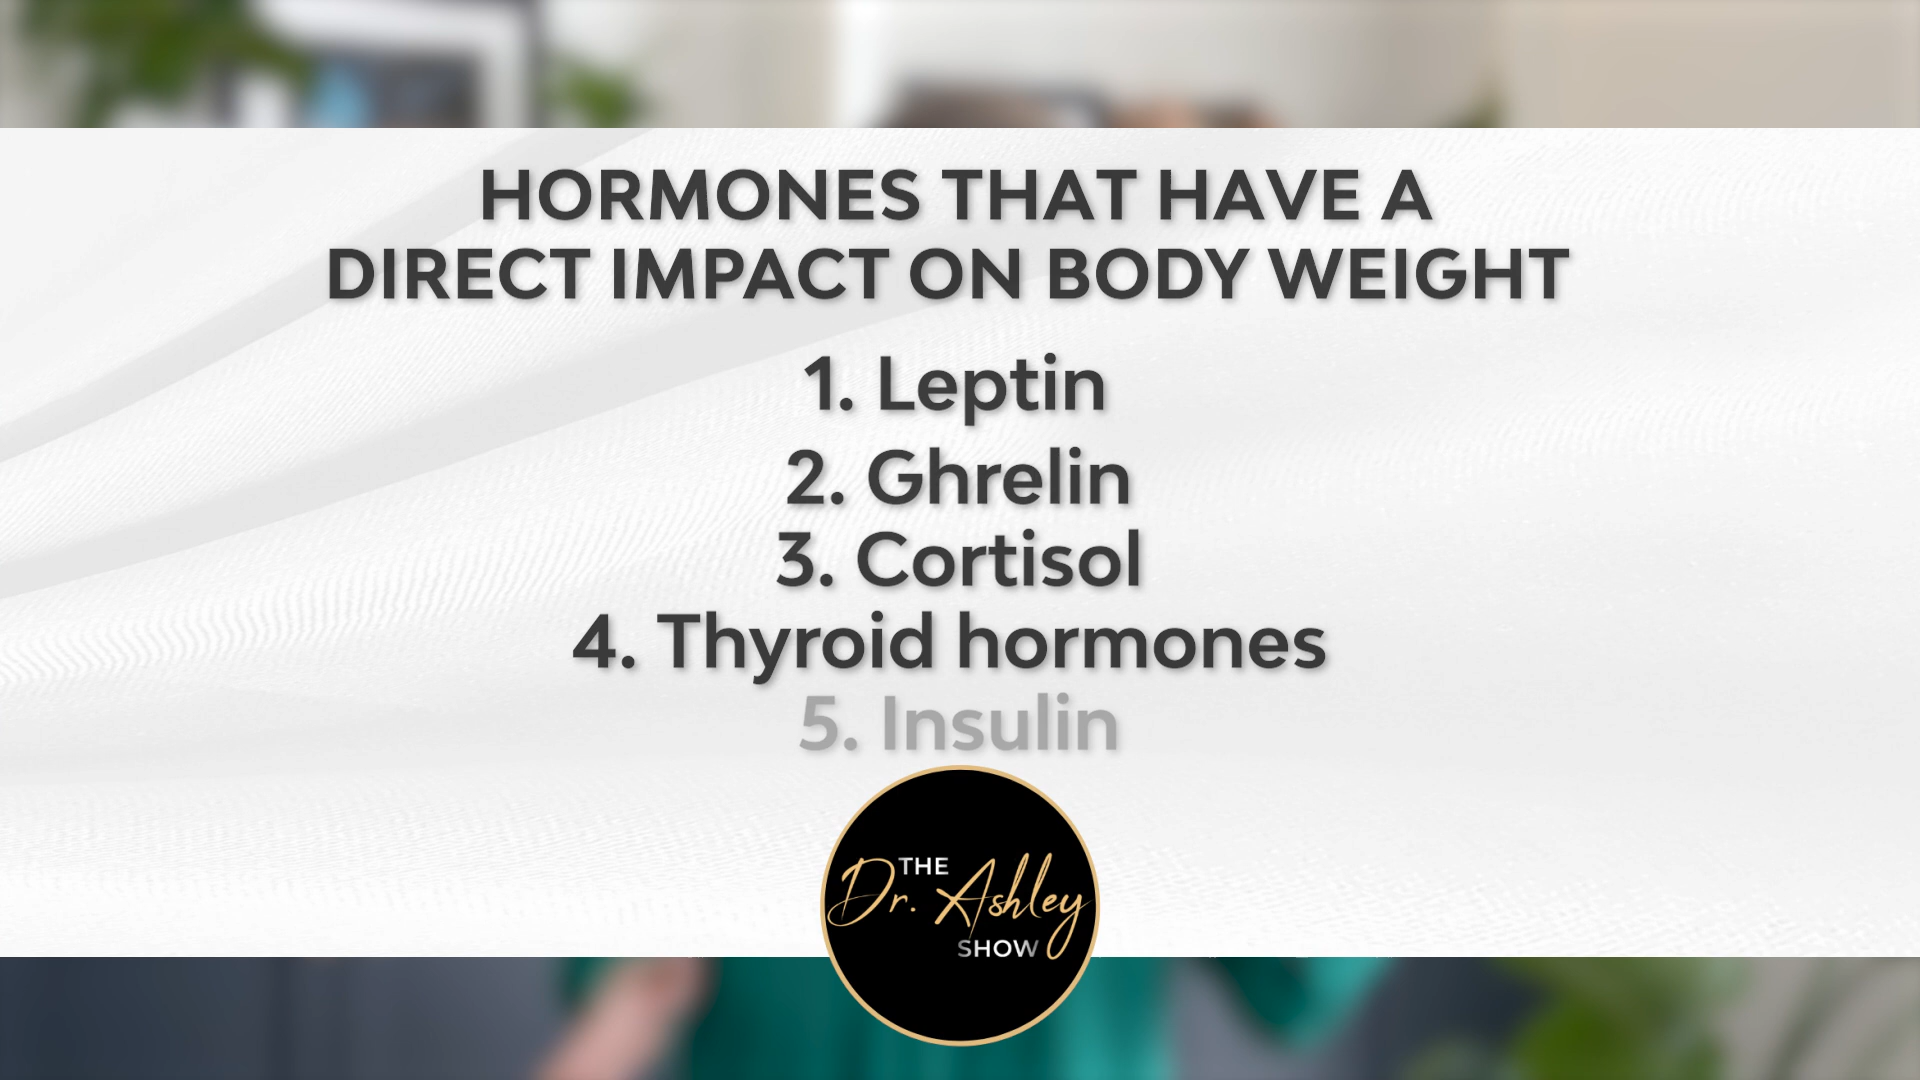 HORMONES THAT HAVE A
DIRECT IMPACT ON BODY WEIGHT
1. Leptin
2. Ghrelin
3. Cortisol
4. Thyroid hormones
5. Insulin
THE
Dr. Ashley
SHOW